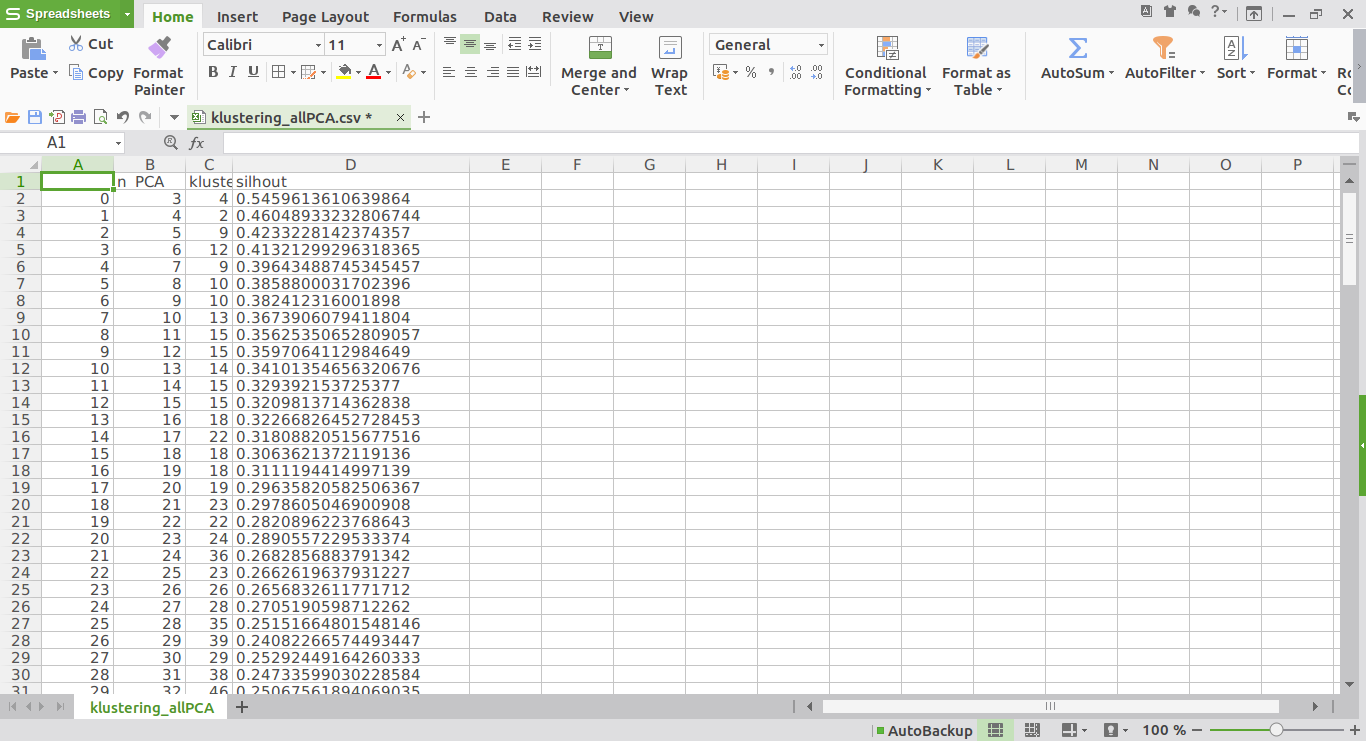 S Spreadsheets Home Insert Page Layout Formulas Data Review View
Cut Calibri 11 A+ A- General
Paste Copy Format Painter B I U A Merge and Center Wrap Text % Conditional Formatting Format as Table AutoSum AutoFilter Sort Format
klustering_allPCA.csv *
A1 fx
A B C D E F G H I J K L M N O P
1 n PCA kluste silhout
2 0 3 4 0.5459613610639864
3 1 4 2 0.46048933232806744
4 2 5 9 0.4233228142374357
5 3 6 12 0.41321299296318365
6 4 7 9 0.39643488745345457
7 5 8 10 0.3858800031702396
8 6 9 10 0.382412316001898
9 7 10 13 0.3673906079411804
10 8 11 15 0.35625350652809057
11 9 12 15 0.3597064112984649
12 10 13 14 0.34101354656320676
13 11 14 15 0.329392153725377
14 12 15 15 0.3209813714362838
15 13 16 18 0.32266826452728453
16 14 17 22 0.31808820515677516
17 15 18 18 0.3063621372119136
18 16 19 18 0.3111194414997139
19 17 20 19 0.29635820582506367
20 18 21 23 0.2978605046900908
21 19 22 22 0.2820896223768643
22 20 23 24 0.2890557229533374
23 21 24 36 0.2682856883791342
24 22 25 23 0.2662619637931227
25 23 26 26 0.2656832611771712
26 24 27 28 0.2705190598712262
27 25 28 35 0.25151664801548146
28 26 29 39 0.24082266574493447
29 27 30 29 0.25292449164260333
30 28 31 38 0.24733599030228584
31 29 32 46 0.25067561894069035
klustering_allPCA
AutoBackup 100 %